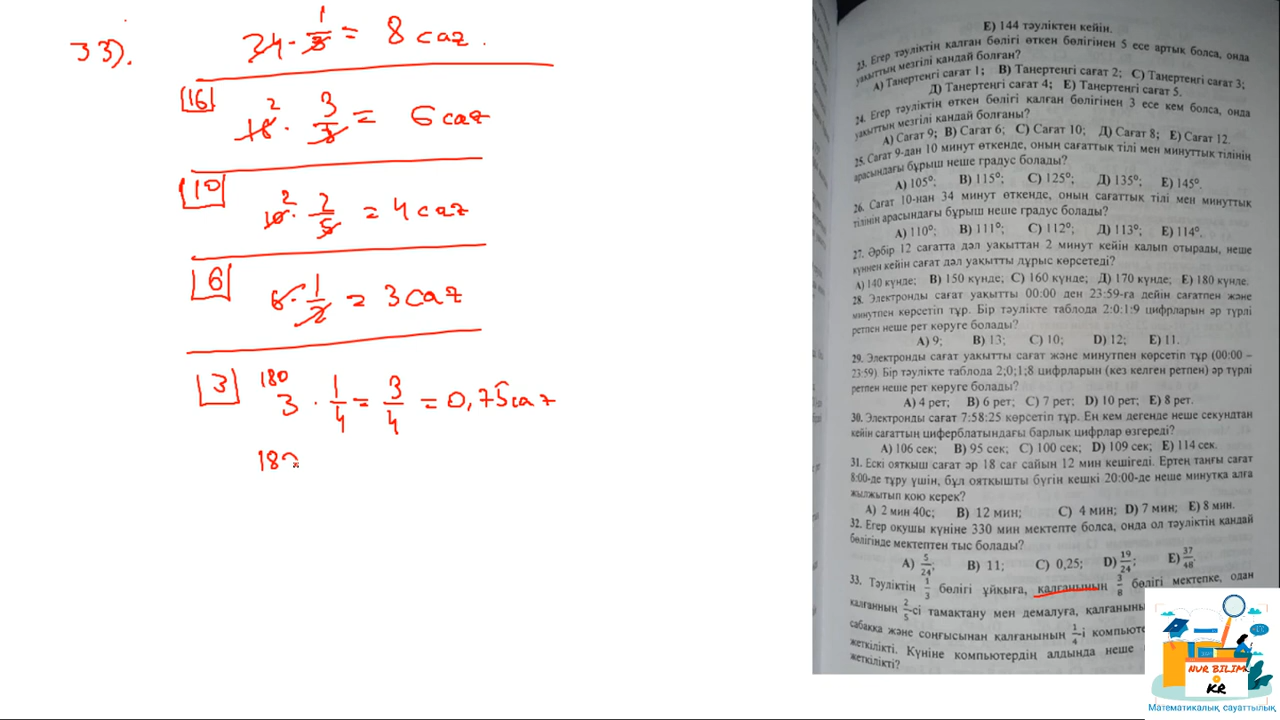 33). 24 · 1/3 = 8 саг.
16
2
16 · 3/8 = 6 саг
10
2
10 · 2/5 = 4 саг
6
6 · 1/2 = 3 саг
3
180
3 · 1/4 = 3/4 = 0,75 саг
18
Е) 144 тәуліктен кейін.
23. Егер тәуліктің қалған бөлігі өткен бөлігінен 5 есе артық болса, онда
уақыттың мезгілі қандай болған?
А) Таңертеңгі сағат 1; В) Таңертеңгі сағат 2; С) Таңертеңгі сағат 3;
Д) Таңертеңгі сағат 4; Е) Таңертеңгі сағат 5.
24. Егер тәуліктің өткен бөлігі қалған бөлігінен 3 есе кем болса, онда
уақыттың мезгілі қандай болғаны?
А) Сағат 9; В) Сағат 6; С) Сағат 10; Д) Сағат 8; Е) Сағат 12.
25. Сағат 9-дан 10 минут өткенде, оның сағаттық тілі мен минуттық тілінің
арасындағы бұрыш неше градус болады?
А) 105°; В) 115°; С) 125°; Д) 135°; Е) 145°.
26. Сағат 10-нан 34 минут өткенде, оның сағаттық тілі мен минуттық
тілінің арасындағы бұрыш неше градус болады?
А) 110°; В) 111°; С) 112°; Д) 113°; Е) 114°.
27. Әрбір 12 сағатта дәл уақыттан 2 минут кейін қалып отырады, неше
күннен кейін сағат дәл уақытты дұрыс көрсетеді?
А) 140 күнде; В) 150 күнде; С) 160 күнде; Д) 170 күнде; Е) 180 күнде.
28. Электронды сағат уақытты 00:00 ден 23:59-ға дейін сағатпен және
минутпен көрсетіп тұр. Бір тәулікте таблода 2:0:1:9 цифрларын әр түрлі
ретпен неше рет көруге болады?
А) 9; В) 13; С) 10; D) 12; Е) 11.
29. Электронды сағат уақытты сағат және минутпен көрсетіп тұр (00:00 –
23:59). Бір тәулікте таблода 2;0;1;8 цифрларын (кез келген ретпен) әр түрлі
ретпен неше рет көруге болады?
А) 4 рет; В) 6 рет; С) 7 рет; D) 10 рет; Е) 8 рет.
30. Электронды сағат 7:58:25 көрсетіп тұр. Ең кем дегенде неше секундтан
кейін сағаттың циферблатындағы барлық цифрлар өзгереді?
А) 106 сек; В) 95 сек; С) 100 сек; D) 109 сек; Е) 114 сек.
31. Ескі оятқыш сағат әр 18 сағ сайын 12 мин кешігеді. Ертең таңғы сағат
8:00-де тұру үшін, бұл оятқышты бүгін кешкі 20:00-де неше минутқа алға
жылжытып қою керек?
А) 2 мин 40с; В) 12 мин; С) 4 мин; D) 7 мин; Е) 8 мин.
32. Егер оқушы күніне 330 мин мектепте болса, онда ол тәуліктің қандай
бөлігінде мектептен тыс болады?
А) 5/24; В) 11; С) 0,25; D) 19/24; Е) 37/48.
33. Тәуліктің 1/3 бөлігі ұйқыға, қалғанының 3/8 бөлігі мектепке, одан
қалғанның 2/5-сі тамақтану мен демалуға, қалғанының
сабаққа және соңғысынан қалғанының 1/4-і
жеткілікті. Күніне компьютердің алдында неше
жеткілікті?
NUR BILIM
KR
Математикалық сауаттылық